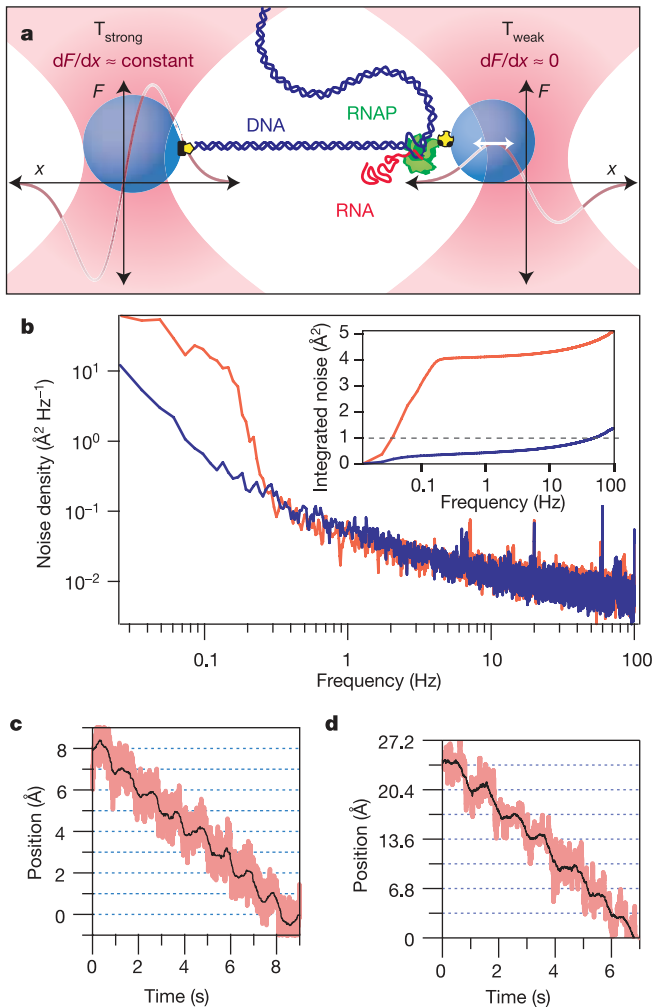 a
T strong
dF/dx ≈ constant
T weak
dF/dx ≈ 0
F
F
DNA
RNAP
RNA
x
x
b
Noise density (Å² Hz⁻¹)
10¹
10⁰
10⁻¹
10⁻²
0.1 1 10 100
Frequency (Hz)
Integrated noise (Å²)
5
4
3
2
1
0
0.1 1 10 100
Frequency (Hz)
c
Position (Å)
8
6
4
2
0
0 2 4 6 8
Time (s)
d
Position (Å)
27.2
20.4
13.6
6.8
0
0 2 4 6
Time (s)